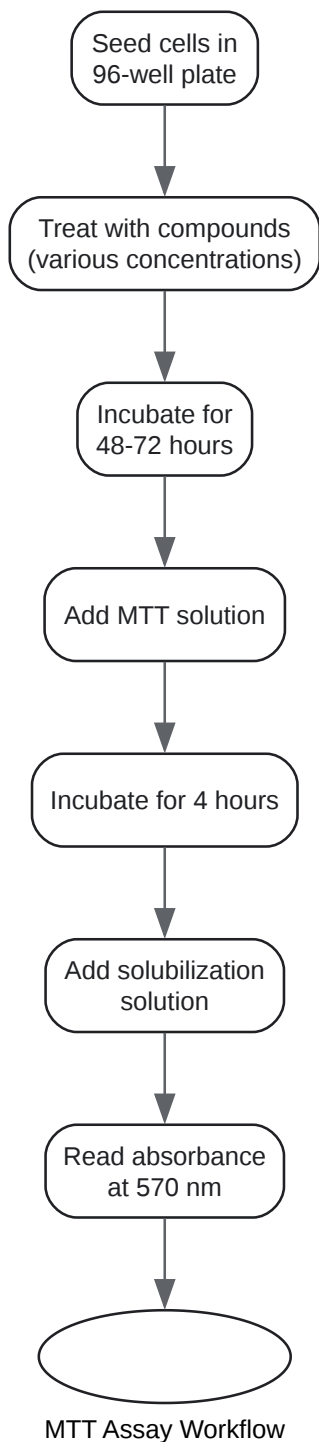 Seed cells in
96-well plate
Treat with compounds
(various concentrations)
Incubate for
48-72 hours
Add MTT solution
Incubate for 4 hours
Add solubilization
solution
Read absorbance
at 570 nm
MTT Assay Workflow